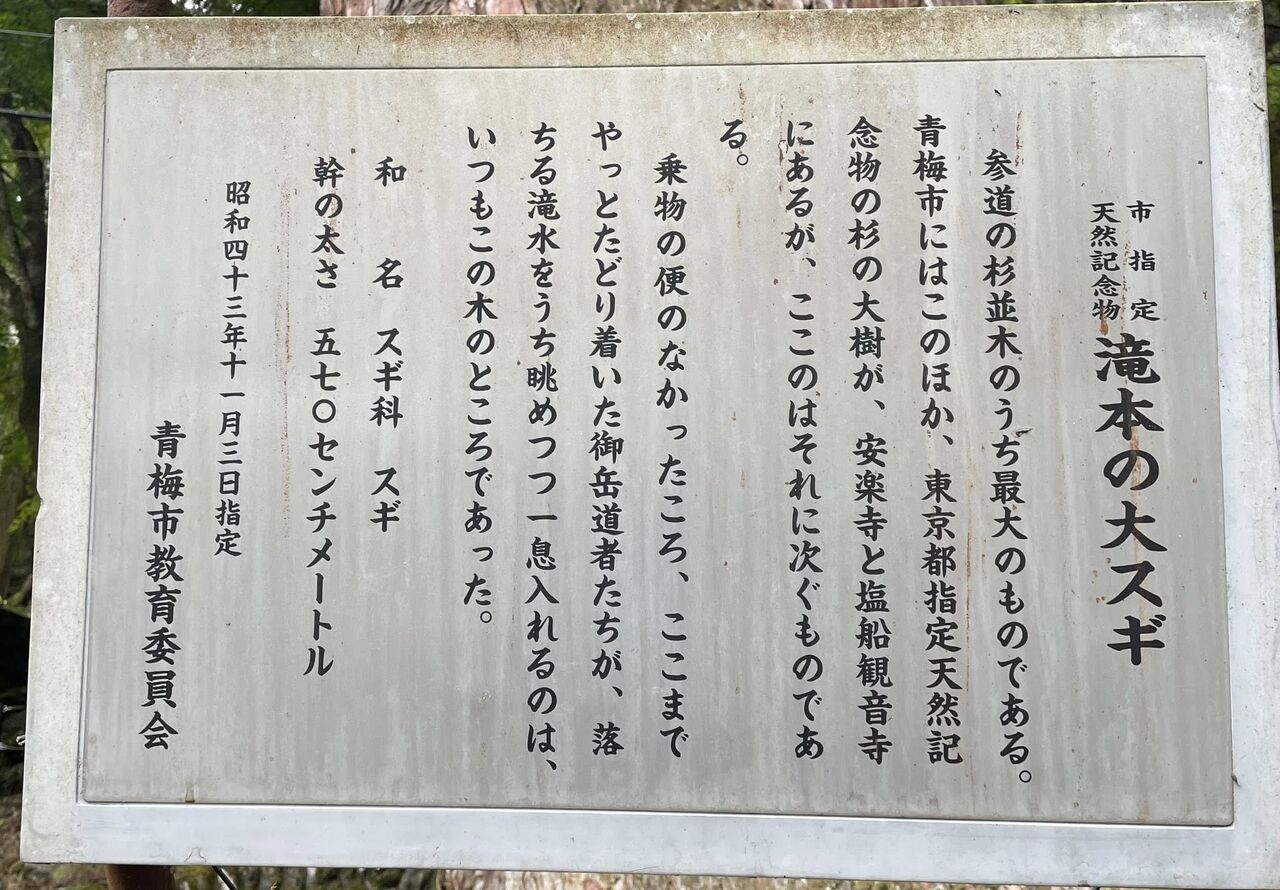 市指定
天然記念物
滝本の大スギ
参道の杉並木のうち最大のものである。
青梅市にはこのほか、東京都指定天然記
念物の杉の大樹が、安楽寺と塩船観音寺
にあるが、ここのはそれに次ぐものであ
る。
乗物の便のなかったころ、ここまで
やっとたどり着いた御岳道者たちが、落
ちる滝水をうち眺めつつ一息入れるのは、
いつもこの木のところであった。
和名 スギ科 スギ
幹の太さ 五七〇センチメートル
昭和四十三年十一月三日指定
青梅市教育委員会